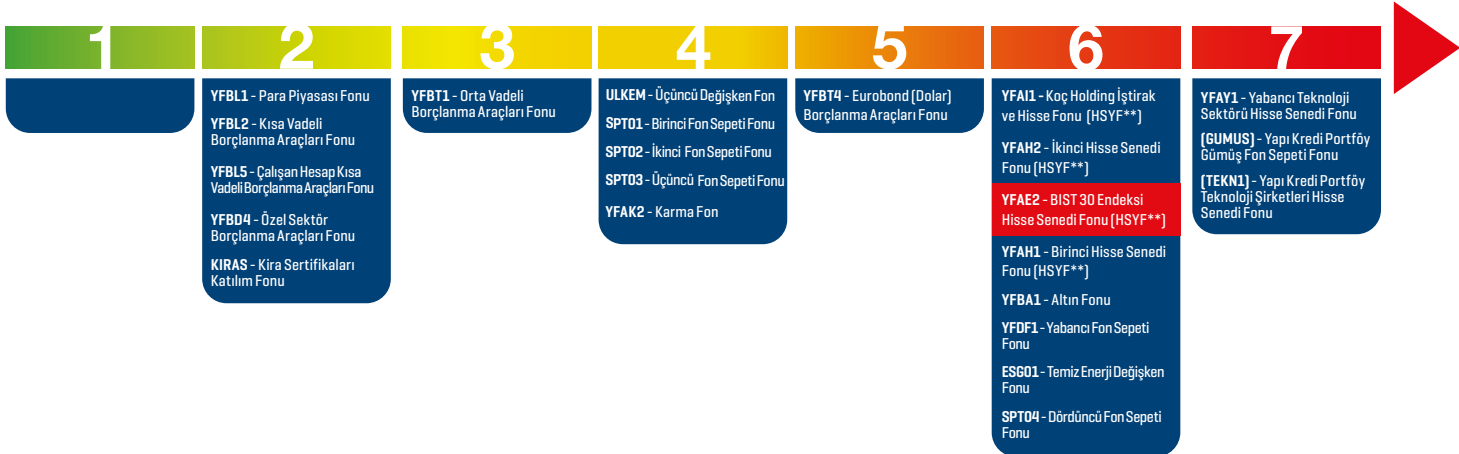 1
2
3
4
5
6
7
YFBL1 - Para Piyasası Fonu
YFBL2 - Kısa Vadeli
Borçlanma Araçları Fonu
YFBL5 - Çalışan Hesap Kısa
Vadeli Borçlanma Araçları Fonu
YFBD4 - Özel Sektör
Borçlanma Araçları Fonu
KIRAS - Kira Sertifikaları
Katılım Fonu
YFBT1 - Orta Vadeli
Borçlanma Araçları Fonu
ULKEM - Üçüncü Değişken Fon
SPT01 - Birinci Fon Sepeti Fonu
SPT02 - İkinci Fon Sepeti Fonu
SPT03 - Üçüncü Fon Sepeti Fonu
YFAK2 - Karma Fon
YFBT4 - Eurobond (Dolar)
Borçlanma Araçları Fonu
YFAI1 - Koç Holding İştirak
ve Hisse Fonu (HSYF**)
YFAH2 - İkinci Hisse Senedi
Fonu (HSYF**)
YFAE2 - BIST 30 Endeksi
Hisse Senedi Fonu (HSYF**)
YFAH1 - Birinci Hisse Senedi
Fonu (HSYF**)
YFBA1 - Altın Fonu
YFDF1 - Yabancı Fon Sepeti
Fonu
ESG01 - Temiz Enerji Değişken
Fonu
SPT04 - Dördüncü Fon Sepeti
Fonu
YFAY1 - Yabancı Teknoloji
Sektörü Hisse Senedi Fonu
(GUMUS) - Yapı Kredi Portföy
Gümüş Fon Sepeti Fonu
(TEKN1) - Yapı Kredi Portföy
Teknoloji Şirketleri Hisse
Senedi Fonu